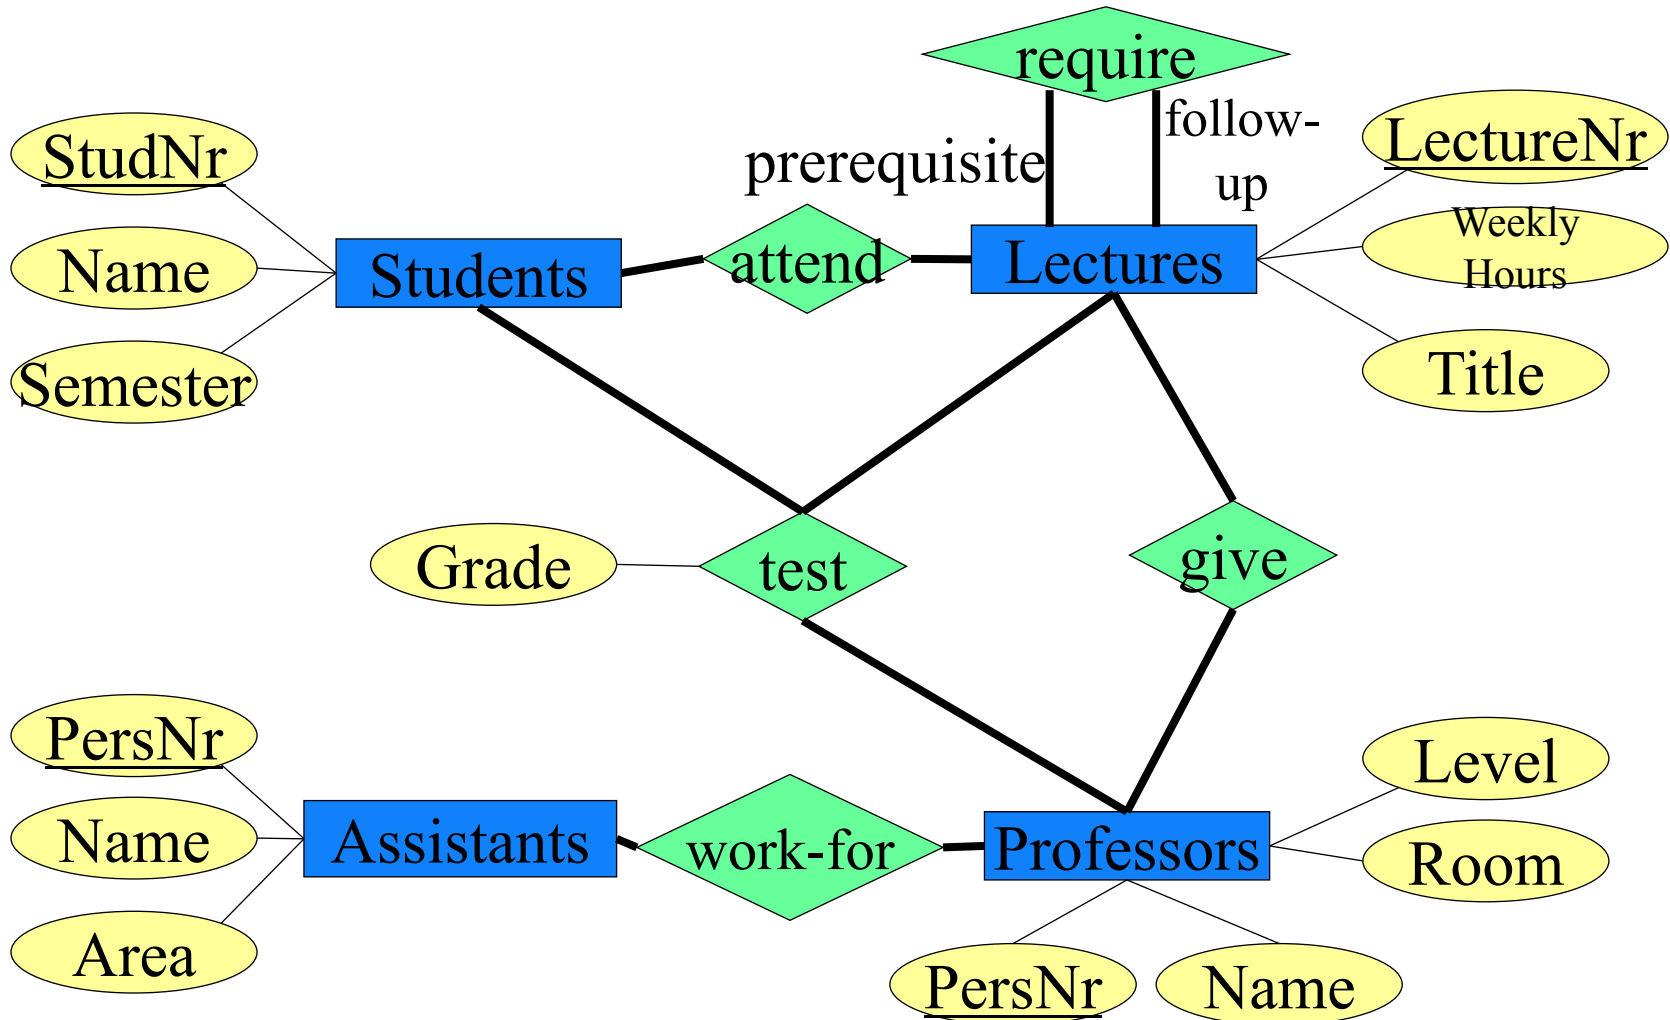 require
follow-
up
prerequisite
StudNr
LectureNr
Name
Weekly
Hours
Students
attend
Lectures
Semester
Title
Grade
test
give
PersNr
Level
Name
Assistants
work-for
Professors
Room
Area
PersNr
Name